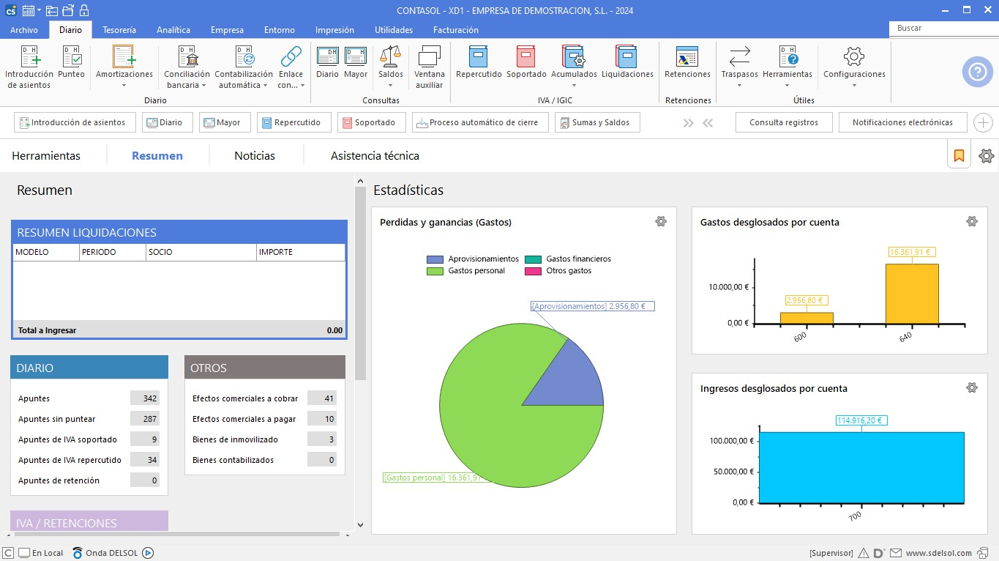 CONTASOL - XD1 - EMPRESA DE DEMOSTRACION, S.L. - 2024
Archivo Diario Tesorería Analítica Empresa Entorno Impresión Utilidades Facturación Buscar
Introducción de asientos
Punteo
Amortizaciones
Conciliación bancaria
Contabilización automática
Enlace con...
Diario
Mayor
Saldos
Ventana auxiliar
Repercutido
Soportado
Acumulados
Liquidaciones
Retenciones
Traspasos
Herramientas
Configuraciones
Diario Consultas IVA / IGIC Retenciones Útiles
Introducción de asientos Diario Mayor Repercutido Soportado Proceso automático de cierre Sumas y Saldos Consulta registros Notificaciones electrónicas
Herramientas Resumen Noticias Asistencia técnica
Resumen
RESUMEN LIQUIDACIONES
MODELO PERIODO SOCIO IMPORTE
Total a Ingresar 0.00
DIARIO
Apuntes 342
Apuntes sin puntear 287
Apuntes de IVA soportado 9
Apuntes de IVA repercutido 34
Apuntes de retención 0
OTROS
Efectos comerciales a cobrar 41
Efectos comerciales a pagar 10
Bienes de inmovilizado 3
Bienes contabilizados 0
IVA / RETENCIONES
Estadísticas
Perdidas y ganancias (Gastos)
Aprovisionamientos Gastos financieros
Gastos personal Otros gastos
[Aprovisionamientos] 2.956,80 €
[Gastos personal] 16.361,91
Gastos desglosados por cuenta
16.361,91 €
10.000,00 €
2.956,80 €
0,00 €
600 640
Ingresos desglosados por cuenta
114.916,20 €
100.000,00 €
50.000,00 €
0,00 €
700
En Local Onda DELSOL [Supervisor] www.sdelsol.com